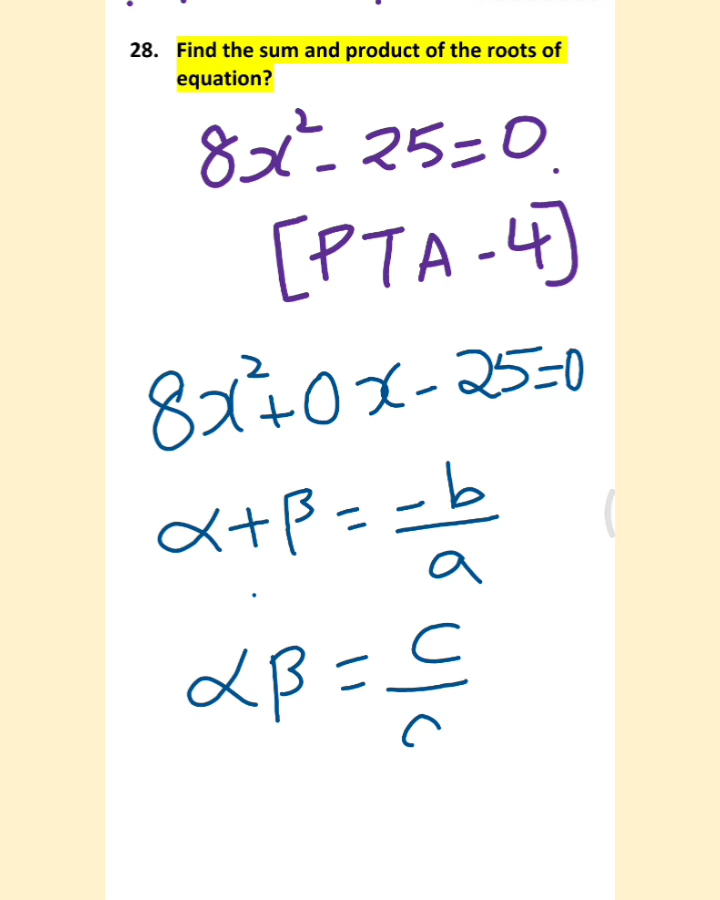 28. Find the sum and product of the roots of
equation?
8x² - 25 = 0.
[PTA - 4]
8x² + 0x - 25 = 0
α + β = -b/a
αβ = c/